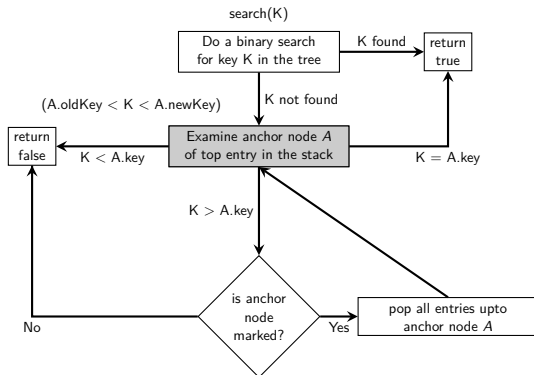 search(K)
Do a binary search
for key K in the tree
K found
return
true
K not found
(A.oldKey < K < A.newKey)
return
false
K < A.key
Examine anchor node A
of top entry in the stack
K = A.key
K > A.key
is anchor
node
marked?
No
Yes
pop all entries upto
anchor node A